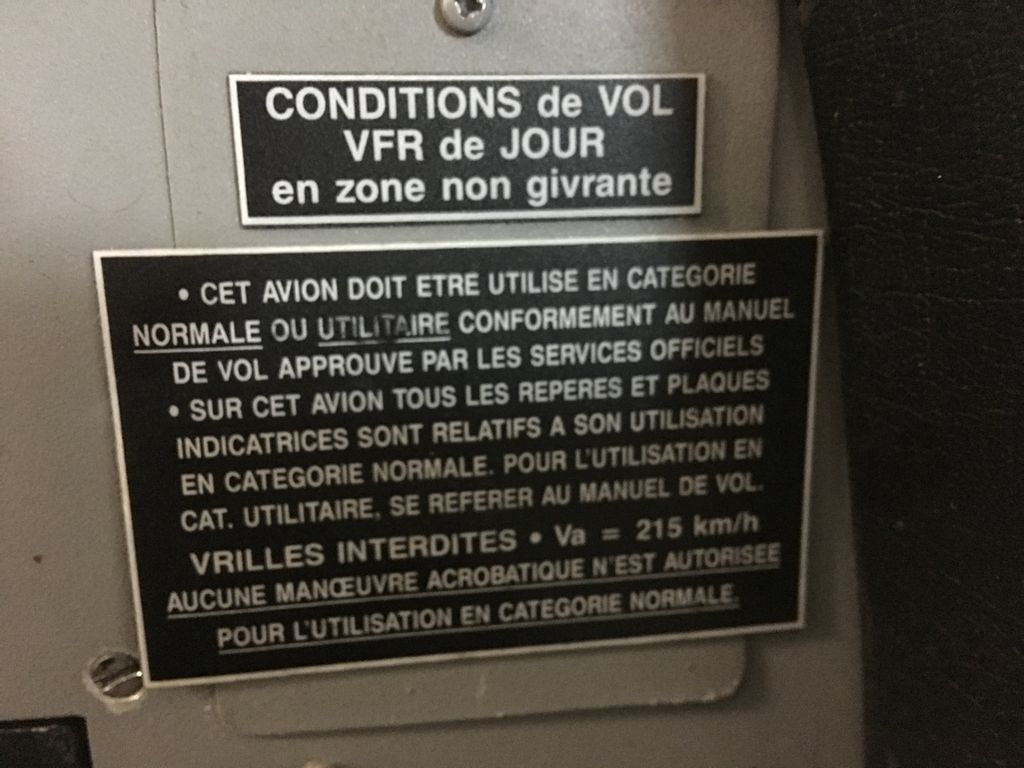 CONDITIONS de VOL
VFR de JOUR
en zone non givrante
• CET AVION DOIT ETRE UTILISE EN CATEGORIE
NORMALE OU UTILITAIRE CONFORMEMENT AU MANUEL
DE VOL APPROUVE PAR LES SERVICES OFFICIELS
• SUR CET AVION TOUS LES REPERES ET PLAQUES
INDICATRICES SONT RELATIFS A SON UTILISATION
EN CATEGORIE NORMALE. POUR L'UTILISATION EN
CAT. UTILITAIRE, SE REFERER AU MANUEL DE VOL.
VRILLES INTERDITES • Va = 215 km/h
AUCUNE MANŒUVRE ACROBATIQUE N'EST AUTORISEE
POUR L'UTILISATION EN CATEGORIE NORMALE.